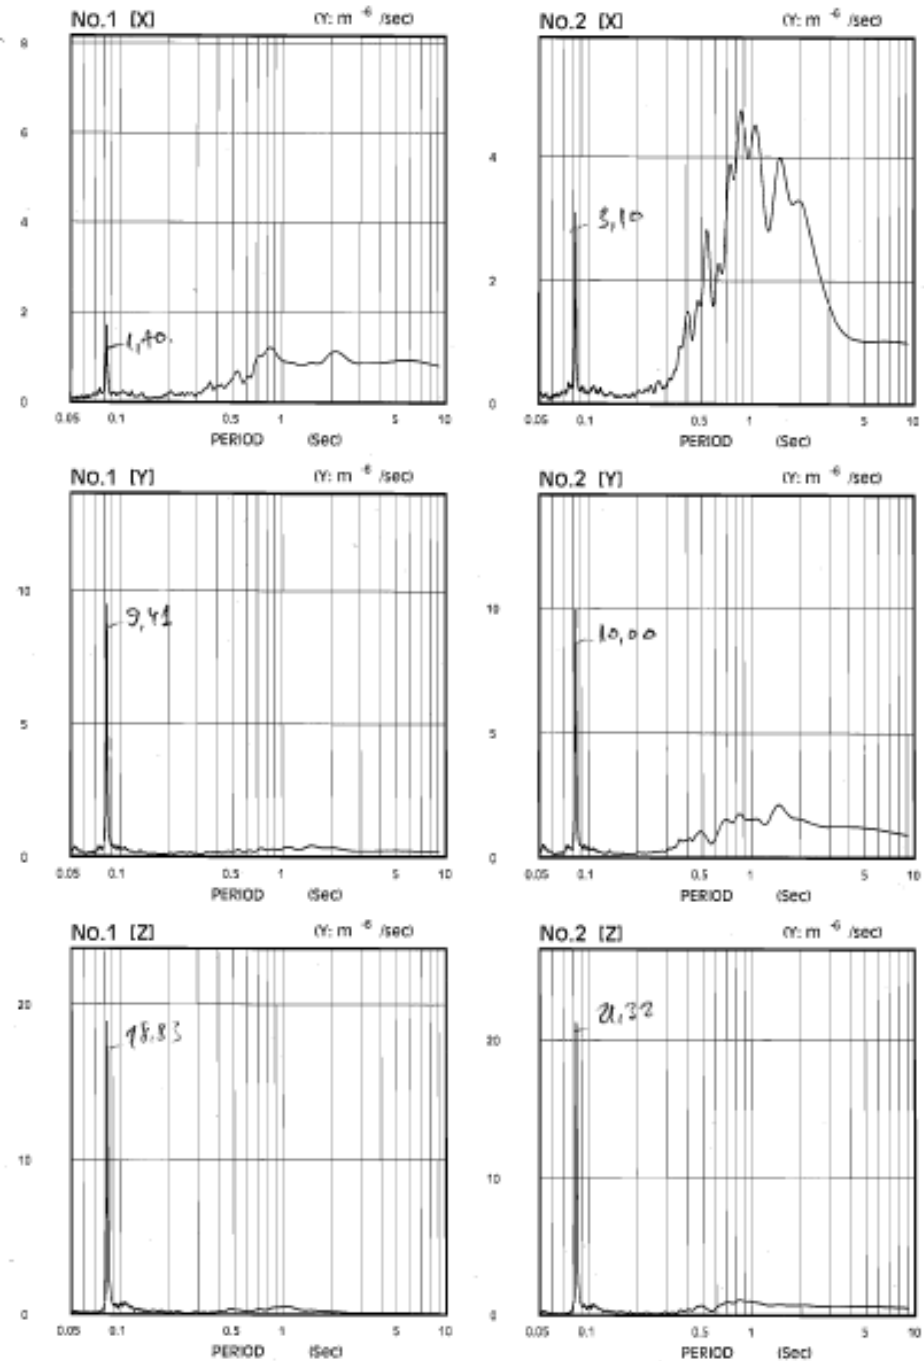 No.1 [X] (Y: m -6 /sec)
8
6
4
2
0
1,70.
0.05 0.1 0.5 1 5 10
PERIOD (Sec)
No.2 [X] (Y: m -6 /sec)
4
2
0
3,10
0.05 0.1 0.5 1 5 10
PERIOD (Sec)
No.1 [Y] (Y: m -6 /sec)
10
5
0
9,41
0.05 0.1 0.5 1 5 10
PERIOD (Sec)
No.2 [Y] (Y: m -6 /sec)
10
5
0
10,00
0.05 0.1 0.5 1 5 10
PERIOD (Sec)
No.1 [Z] (Y: m -6 /sec)
20
10
0
18.83
0.05 0.1 0.5 1 5 10
PERIOD (Sec)
No.2 [Z] (Y: m -6 /sec)
20
10
0
21,32
0.05 0.1 0.5 1 5 10
PERIOD (Sec)